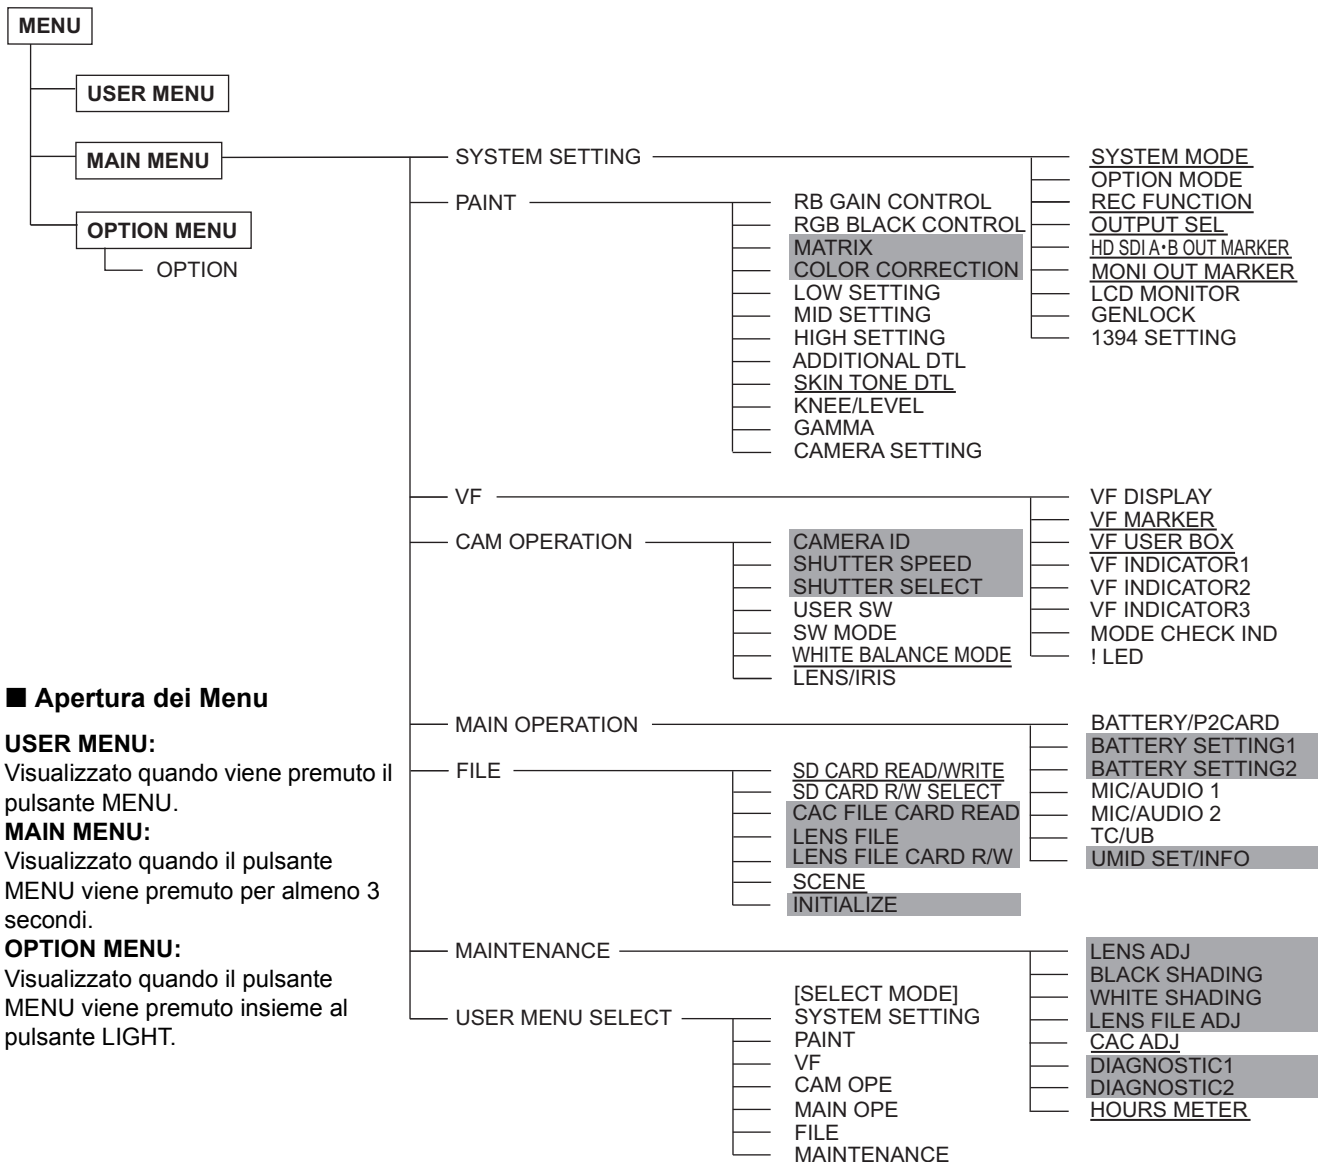 MENU
USER MENU
MAIN MENU
OPTION MENU
OPTION
SYSTEM SETTING
SYSTEM MODE
OPTION MODE
REC FUNCTION
OUTPUT SEL
HD SDI A・B OUT MARKER
MONI OUT MARKER
LCD MONITOR
GENLOCK
1394 SETTING
PAINT
RB GAIN CONTROL
RGB BLACK CONTROL
MATRIX
COLOR CORRECTION
LOW SETTING
MID SETTING
HIGH SETTING
ADDITIONAL DTL
SKIN TONE DTL
KNEE/LEVEL
GAMMA
CAMERA SETTING
VF
VF DISPLAY
VF MARKER
VF USER BOX
VF INDICATOR1
VF INDICATOR2
VF INDICATOR3
MODE CHECK IND
! LED
CAM OPERATION
CAMERA ID
SHUTTER SPEED
SHUTTER SELECT
USER SW
SW MODE
WHITE BALANCE MODE
LENS/IRIS
MAIN OPERATION
BATTERY/P2CARD
BATTERY SETTING1
BATTERY SETTING2
MIC/AUDIO 1
MIC/AUDIO 2
TC/UB
UMID SET/INFO
FILE
SD CARD READ/WRITE
SD CARD R/W SELECT
CAC FILE CARD READ
LENS FILE
LENS FILE CARD R/W
SCENE
INITIALIZE
MAINTENANCE
LENS ADJ
BLACK SHADING
WHITE SHADING
LENS FILE ADJ
CAC ADJ
DIAGNOSTIC1
DIAGNOSTIC2
HOURS METER
USER MENU SELECT
[SELECT MODE]
SYSTEM SETTING
PAINT
VF
CAM OPE
MAIN OPE
FILE
MAINTENANCE
■ Apertura dei Menu
USER MENU:
Visualizzato quando viene premuto il
pulsante MENU.
MAIN MENU:
Visualizzato quando il pulsante
MENU viene premuto per almeno 3
secondi.
OPTION MENU:
Visualizzato quando il pulsante
MENU viene premuto insieme al
pulsante LIGHT.